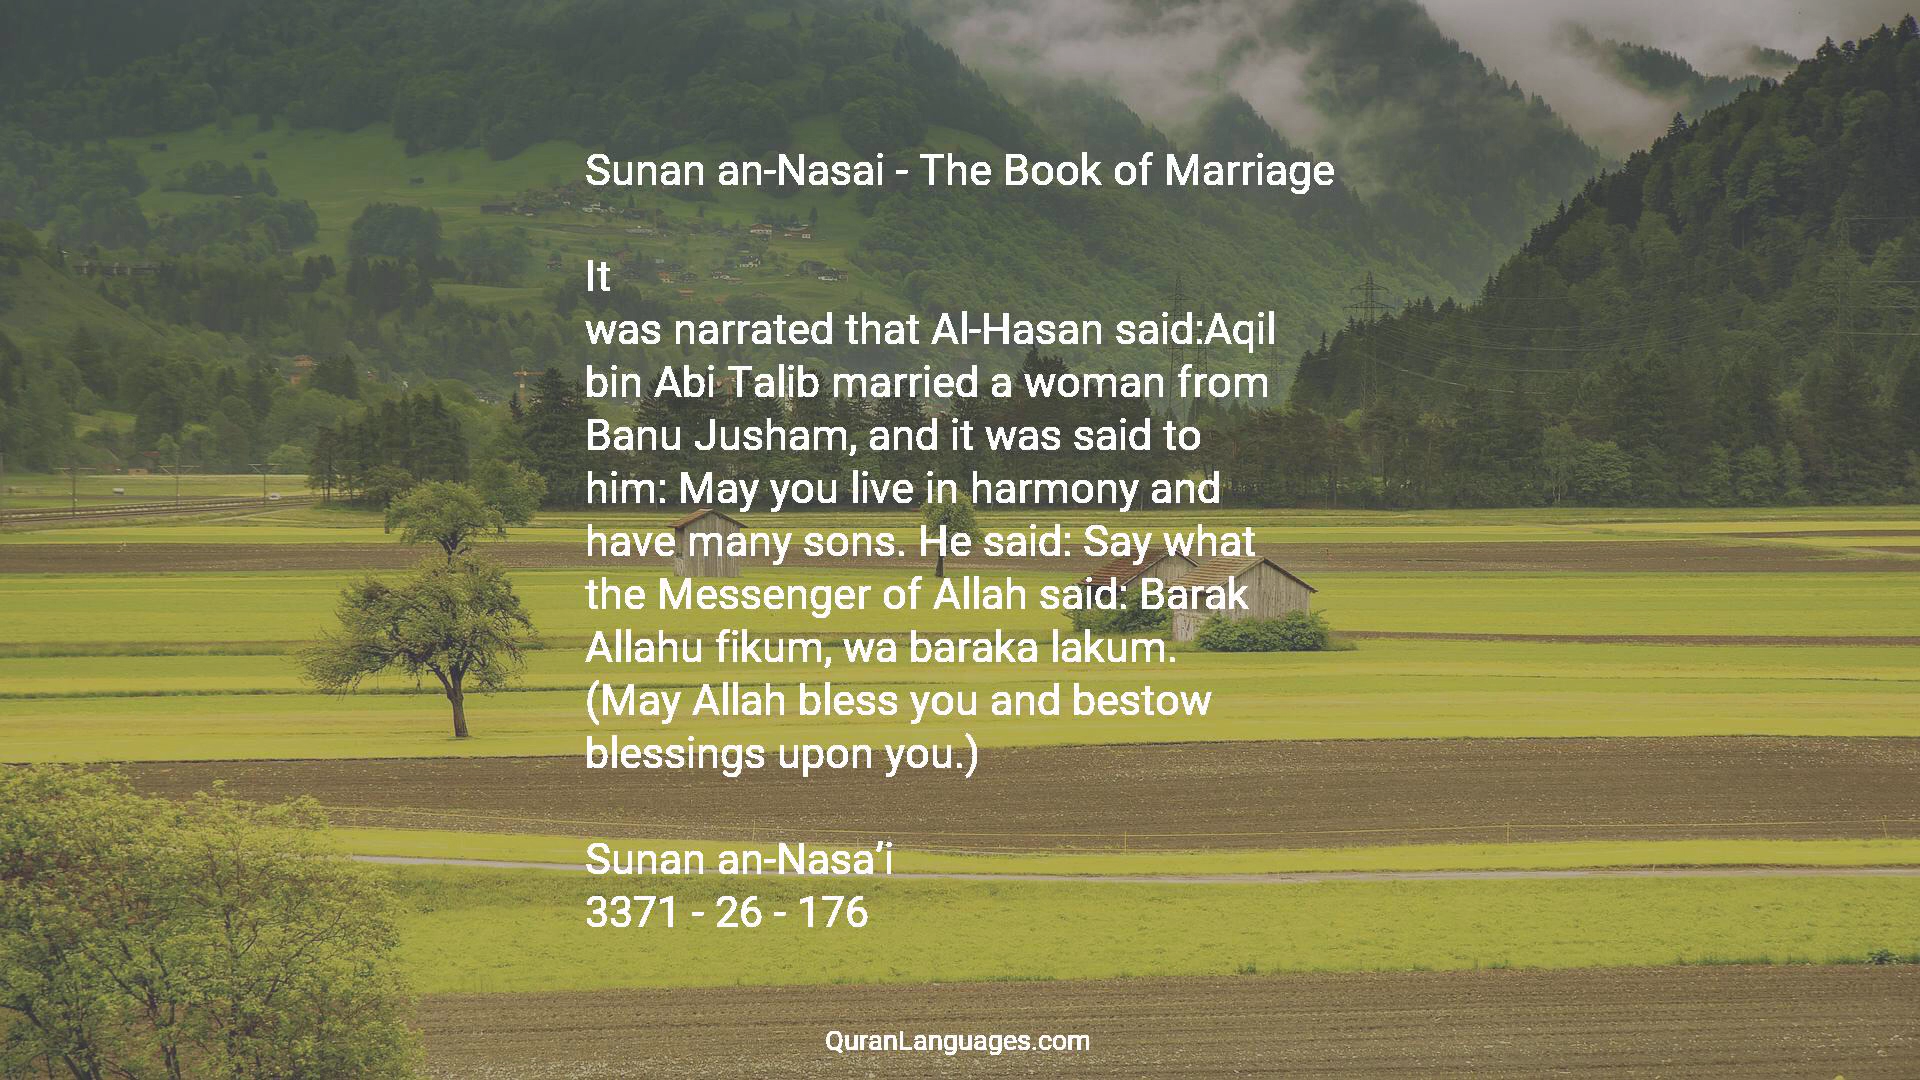 Sunan an-Nasai - The Book of Marriage
It
was narrated that Al-Hasan said:Aqil
bin Abi Talib married a woman from
Banu Jusham, and it was said to
him: May you live in harmony and
have many sons. He said: Say what
the Messenger of Allah said: Barak
Allahu fikum, wa baraka lakum.
(May Allah bless you and bestow
blessings upon you.)
Sunan an-Nasa’i
3371 - 26 - 176
QuranLanguages.com